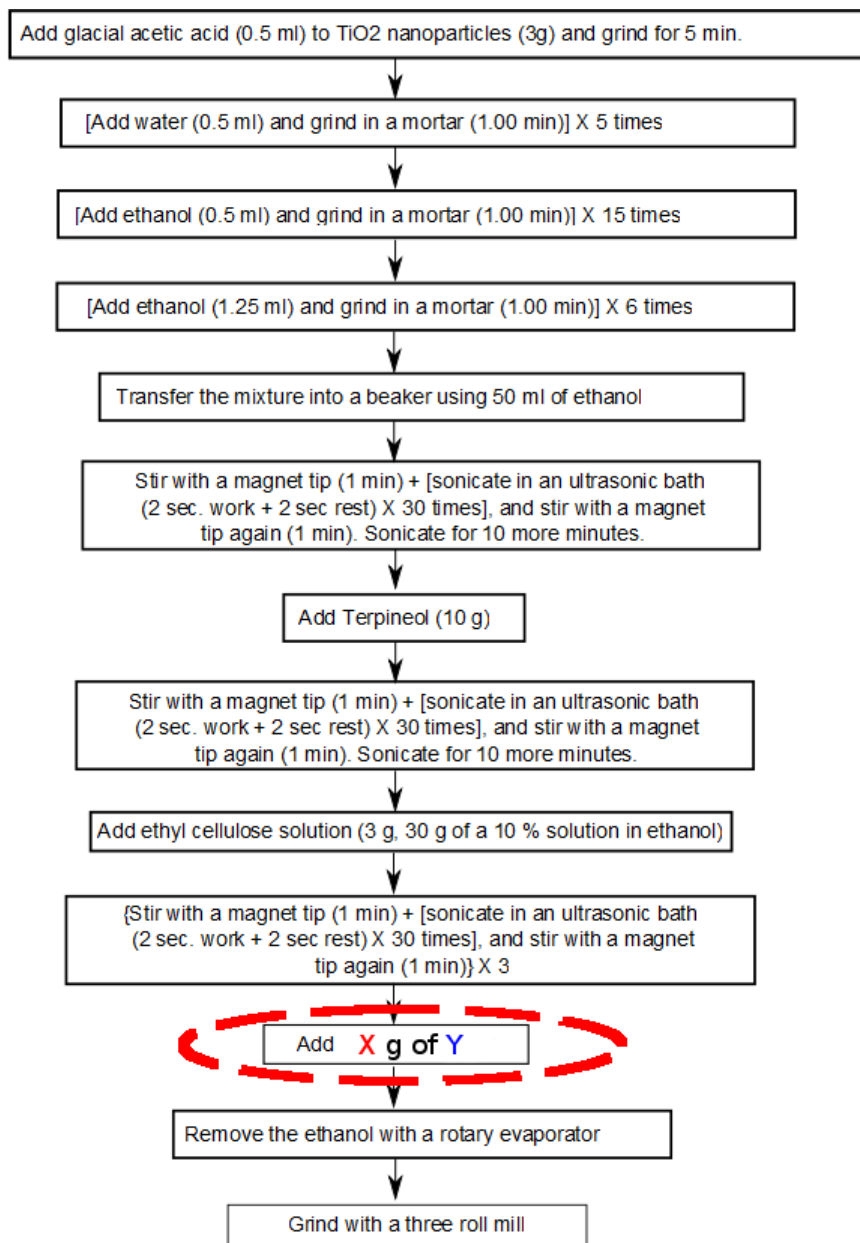 Add glacial acetic acid (0.5 ml) to TiO2 nanoparticles (3g) and grind for 5 min.
[Add water (0.5 ml) and grind in a mortar (1.00 min)] X 5 times
[Add ethanol (0.5 ml) and grind in a mortar (1.00 min)] X 15 times
[Add ethanol (1.25 ml) and grind in a mortar (1.00 min)] X 6 times
Transfer the mixture into a beaker using 50 ml of ethanol
Stir with a magnet tip (1 min) + [sonicate in an ultrasonic bath
(2 sec. work + 2 sec rest) X 30 times], and stir with a magnet
tip again (1 min). Sonicate for 10 more minutes.
Add Terpineol (10 g)
Stir with a magnet tip (1 min) + [sonicate in an ultrasonic bath
(2 sec. work + 2 sec rest) X 30 times], and stir with a magnet
tip again (1 min). Sonicate for 10 more minutes.
Add ethyl cellulose solution (3 g, 30 g of a 10 % solution in ethanol)
{Stir with a magnet tip (1 min) + [sonicate in an ultrasonic bath
(2 sec. work + 2 sec rest) X 30 times], and stir with a magnet
tip again (1 min)} X 3
Add X g of Y
Remove the ethanol with a rotary evaporator
Grind with a three roll mill